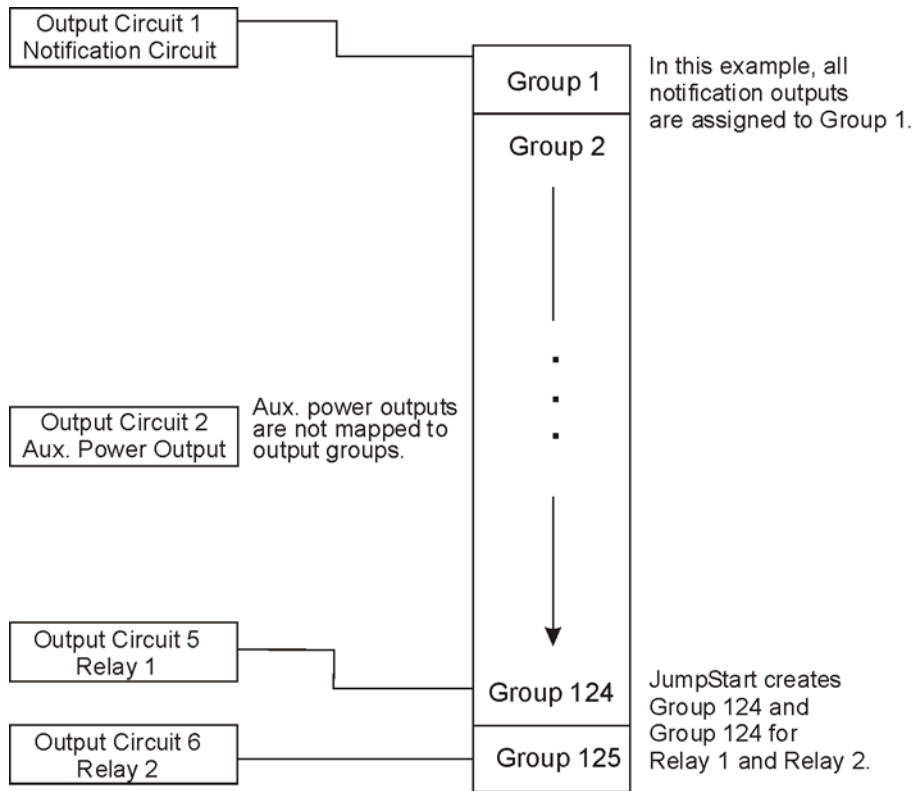 Output Circuit 1
Notification Circuit
Group 1
In this example, all
notification outputs
are assigned to Group 1.
Group 2
Output Circuit 2
Aux. Power Output
Aux. power outputs
are not mapped to
output groups.
Output Circuit 5
Relay 1
Group 124
JumpStart creates
Group 124 and
Group 124 for
Relay 1 and Relay 2.
Output Circuit 6
Relay 2
Group 125